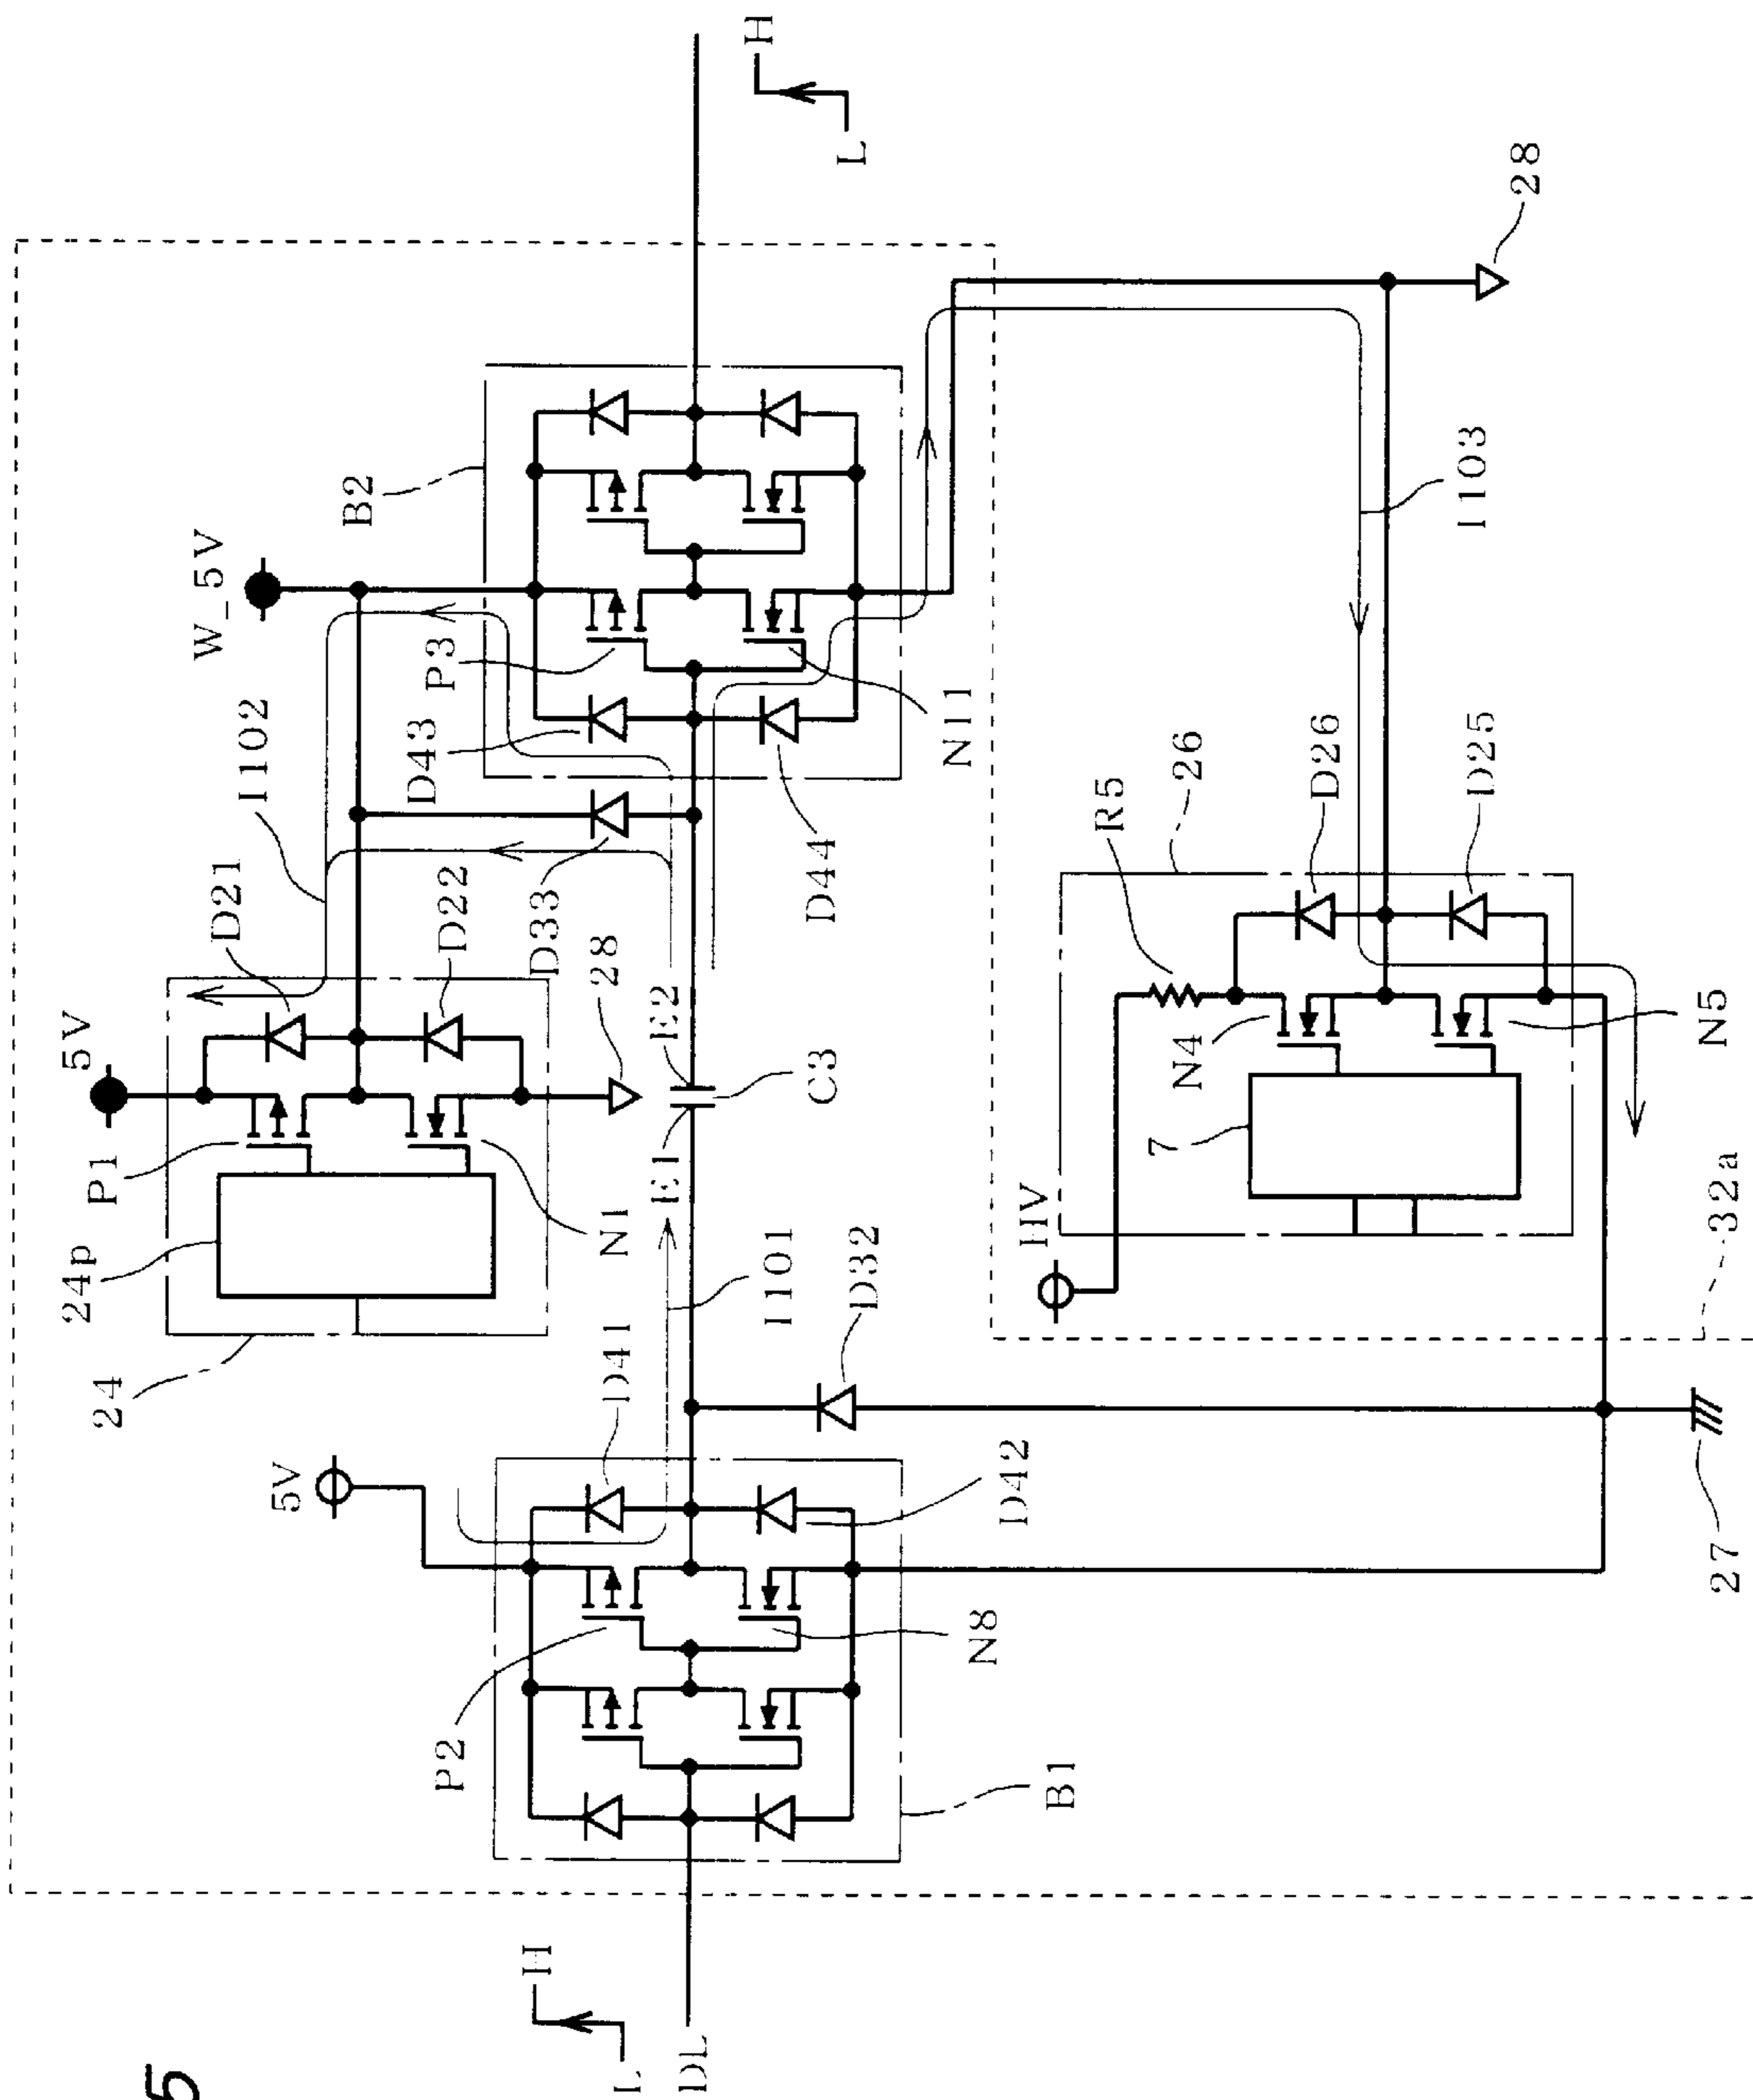 5
L
H
DL
5V
P2
N8
B1
D41
D42
24
24p
P1
N1
5V
D21
D22
28
I102
W_5V
I101
E1
E2
C3
D32
D33
D43
D44
P3
N11
B2
H
L
HV
7
R5
26
N4
N5
D26
D25
I103
28
27
32a